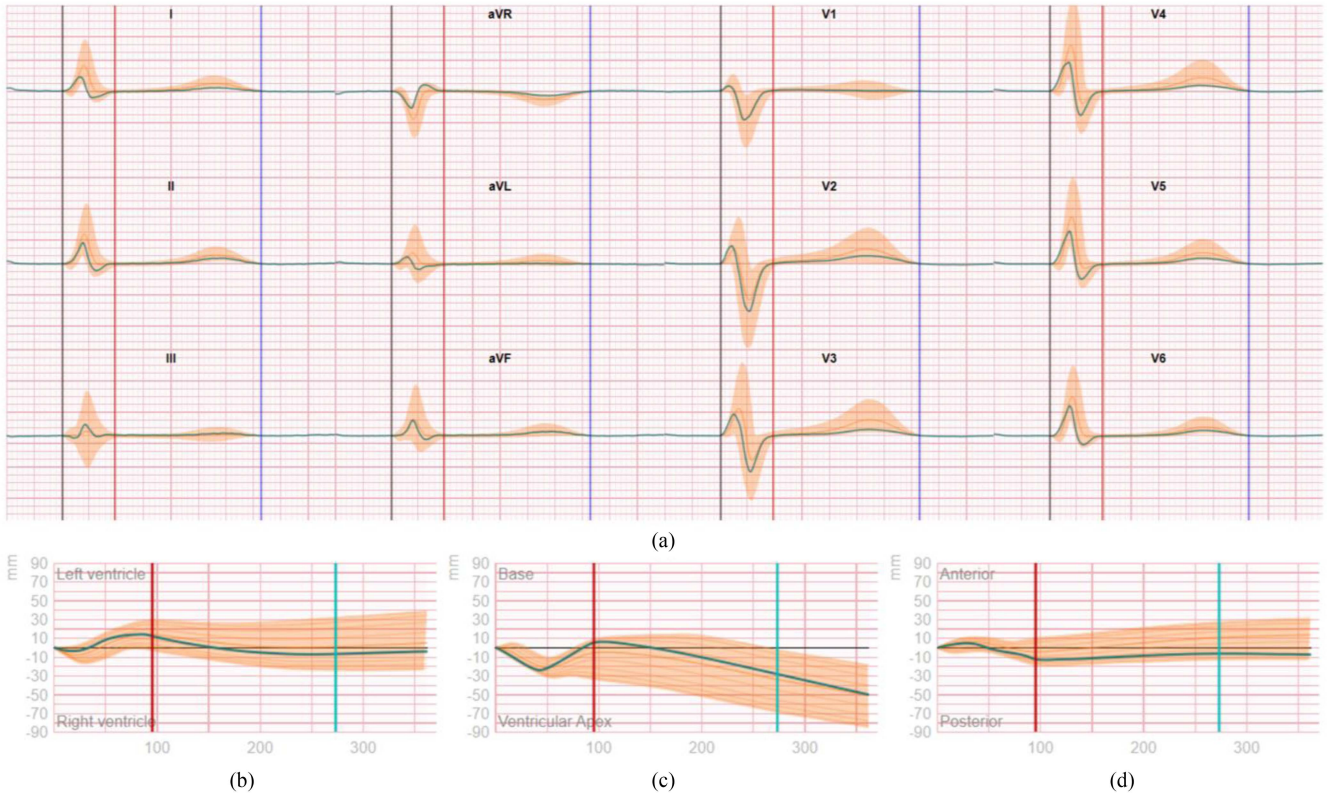 I aVR V1 V4
II aVL V2 V5
III aVF V3 V6
(a)
mm 90 70 50 30 10 -10 -30 -50 -70 -90
Left ventricle
Right ventricle
100 200 300
(b)
mm 90 70 50 30 10 -10 -30 -50 -70 -90
Base
Ventricular Apex
100 200 300
(c)
mm 90 70 50 30 10 -10 -30 -50 -70 -90
Anterior
Posterior
100 200 300
(d)